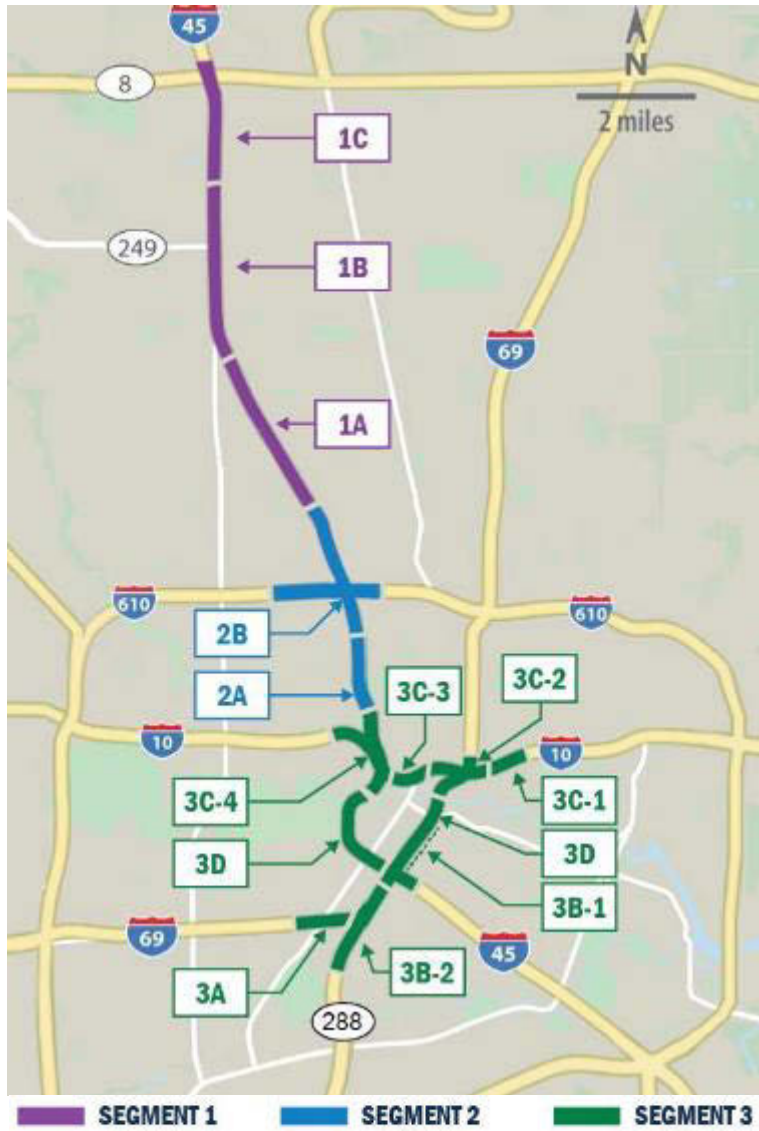 45
8
N
2 miles
1C
249
1B
69
1A
610
610
2B
2A
3C-3
3C-2
10
10
3C-4
3C-1
3D
3D
3B-1
69
45
3A
3B-2
288
SEGMENT 1 SEGMENT 2 SEGMENT 3